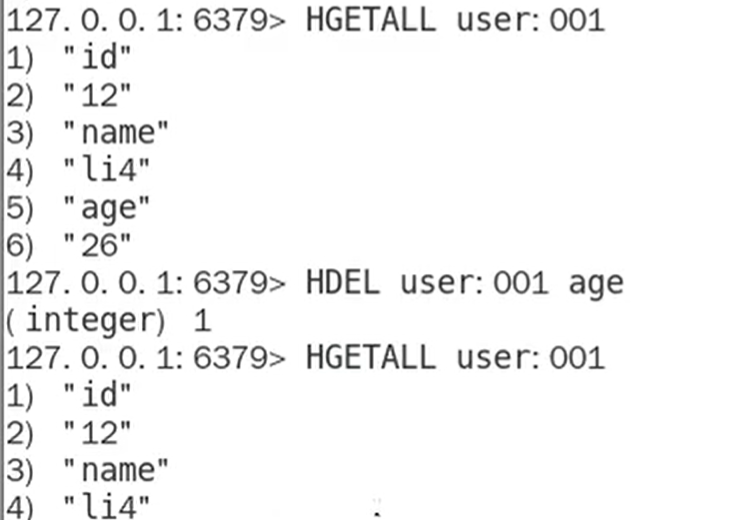 127.0.0.1:6379> HGETALL user:001
1) "id"
2) "12"
3) "name"
4) "li4"
5) "age"
6) "26"
127.0.0.1:6379> HDEL user:001 age
(integer) 1
127.0.0.1:6379> HGETALL user:001
1) "id"
2) "12"
3) "name"
4) "li4"